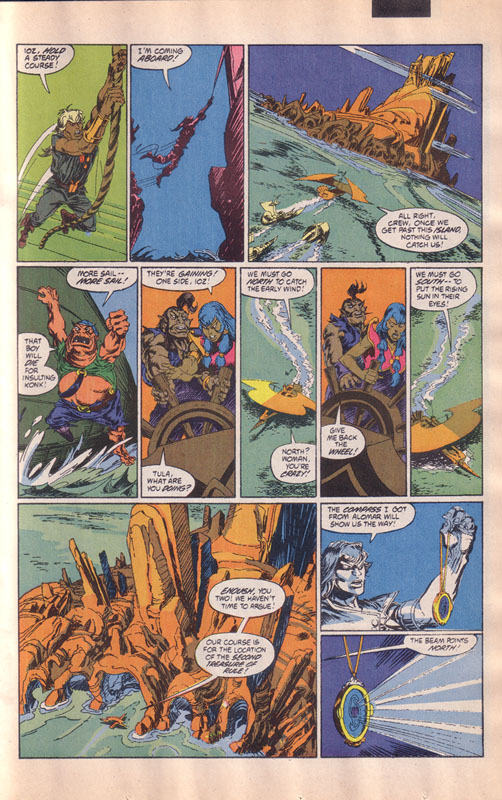 IOZ, HOLD
A STEADY
COURSE!
I'M COMING
ABOARD!
ALL RIGHT,
CREW, ONCE WE
GET PAST THIS ISLAND,
NOTHING WILL
CATCH US!
MORE SAIL--
MORE SAIL!
THAT
BOY
WILL
DIE
FOR
INSULTING
KONK!
THEY'RE GAINING!
ONE SIDE, IOZ!
TULA,
WHAT ARE
YOU DOING?
WE MUST GO
NORTH TO CATCH
THE EARLY WIND!
NORTH?
WOMAN,
YOU'RE
CRAZY!
GIVE
ME BACK
THE
WHEEL!
WE MUST GO
SOUTH-- TO
PUT THE RISING
SUN IN THEIR
EYES!
ENOUGH, YOU
TWO! WE HAVEN'T
TIME TO ARGUE!
OUR COURSE IS
FOR THE LOCATION
OF THE SECOND
TREASURE OF
RULE!
THE COMPASS I GOT
FROM ALOMAR WILL
SHOW US THE WAY!
THE BEAM POINTS
NORTH!